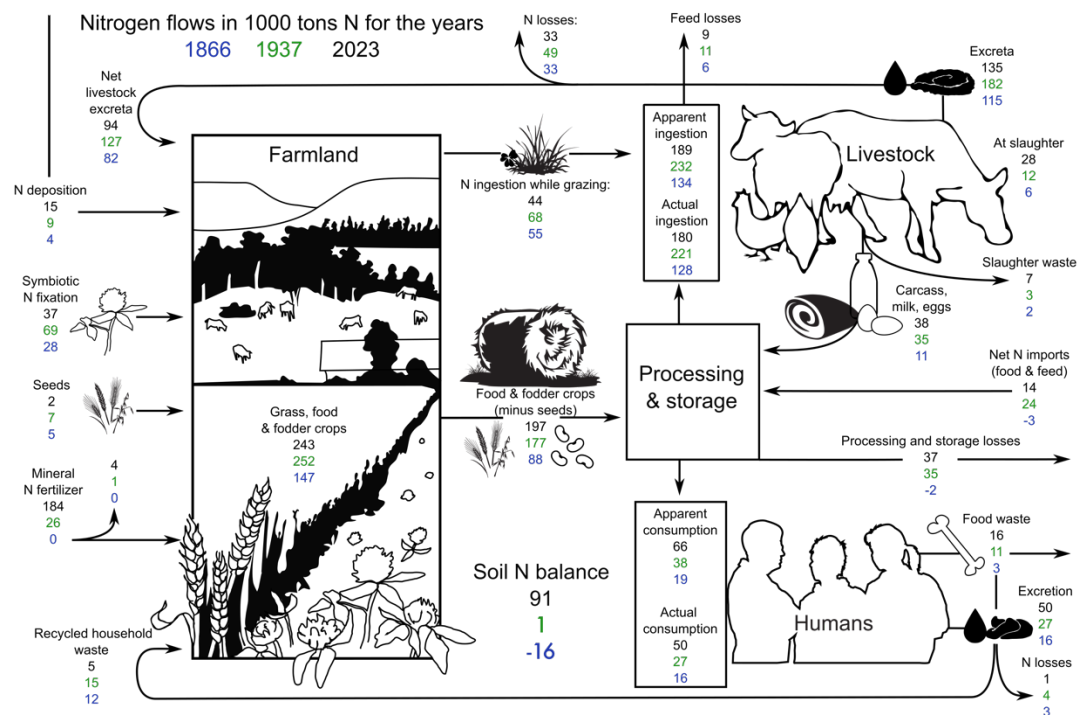 Nitrogen flows in 1000 tons N for the years
1866 1937 2023
N losses:
33
49
33
Feed losses
9
11
6
Excreta
135
182
115
Net
livestock
excreta
94
127
82
Farmland
N ingestion while grazing:
44
68
55
Apparent
ingestion
189
232
134
Actual
ingestion
180
221
128
Livestock
At slaughter
28
12
6
N deposition
15
9
4
Slaughter waste
7
3
2
Symbiotic
N fixation
37
69
28
Carcass,
milk, eggs
38
35
11
Net N imports
(food & feed)
14
24
-3
Seeds
2
7
5
Food & fodder crops
(minus seeds)
197
177
88
Processing
& storage
Grass, food
& fodder crops
243
252
147
Processing and storage losses
37
35
-2
Mineral
N fertilizer
184
26
0
4
1
0
Apparent
consumption
66
38
19
Actual
consumption
50
27
16
Humans
Food waste
16
11
3
Soil N balance
91
1
-16
Excretion
50
27
16
Recycled household
waste
5
15
12
N losses
1
4
3